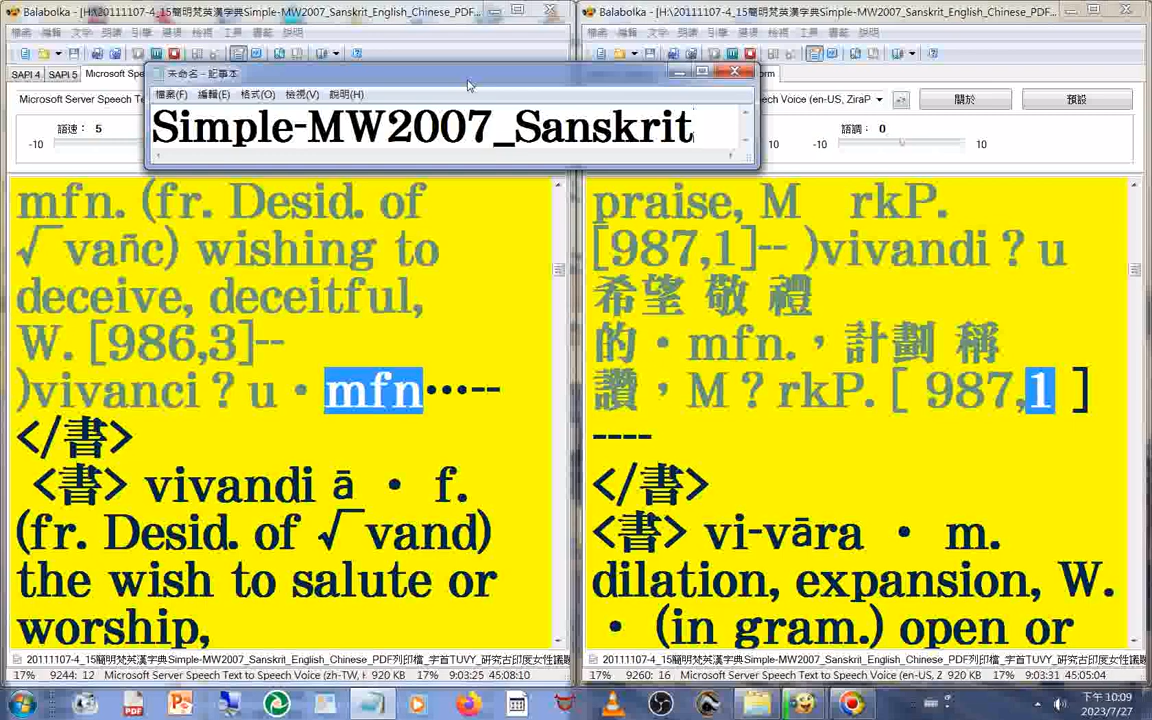 Balabolka - [H:\20111107-4_15簡明梵英漢字典Simple-MW2007_Sanskrit_English_Chinese_PDF...
Balabolka - [H:\20111107-4_15簡明梵英漢字典Simple-MW2007_Sanskrit_English_Chinese_PDF...
SAPI 4 SAPI 5 Microsoft Sp
未命名 - 記事本
檔案(F) 編輯(E) 格式(O) 檢視(V) 說明(H)
Simple-MW2007_Sanskrit
Microsoft Server Speech T
ech Voice (en-US, ZiraP
關於
預設
語速： 5
語調： 0
-10
-10
10
mfn. (fr. Desid. of
√vañc) wishing to
deceive, deceitful,
W. [986,3]--
)vivanci？u・mfn…--
</書>
<書> vivandi ā ・ f.
(fr. Desid. of √vand)
the wish to salute or
worship,
praise, M rkP.
[987,1]-- )vivandi？u
希望 敬 禮
的・mfn.，計劃 稱
讚，M？rkP. [ 987,1 ]
----
</書>
<書> vi-vāra ・ m.
dilation, expansion, W.
・ (in gram.) open or
20111107-4_15簡明梵英漢字典Simple-MW2007_Sanskrit_English_Chinese_PDF列印檔_字首TUVY_研究古印度女性議題
20111107-4_15簡明梵英漢字典Simple-MW2007_Sanskrit_English_Chinese_PDF列印檔_字首TUVY_研究古印度女性議題
17% 9244: 12 Microsoft Server Speech Text to Speech Voice (zh-TW, H 920 KB 17% 9:03:25 45:08:10
17% 9260: 16 Microsoft Server Speech Text to Speech Voice (en-US, Z 920 KB 17% 9:03:31 45:05:04
下午 10:09
2023/7/27